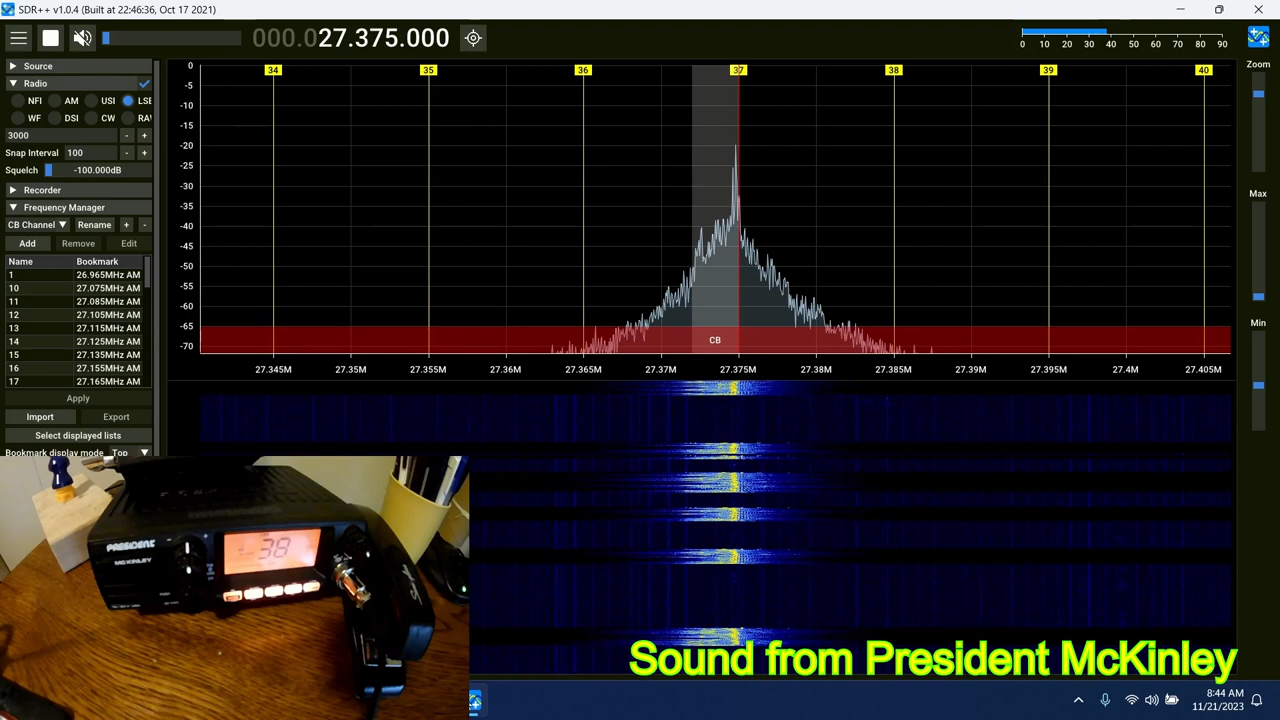 SDR++ v1.0.4 (Built at 22:46:36, Oct 17 2021)
000.027.375.000
0 10 20 30 40 50 60 70 80 90
Source
Radio
NFI AM USI LSE
WF DSI CW RA
3000 - +
Snap Interval 100 - +
Squelch -100.000dB
Recorder
Frequency Manager
CB Channel Rename + -
Add Remove Edit
Name Bookmark
1 26.965MHz AM
10 27.075MHz AM
11 27.085MHz AM
12 27.105MHz AM
13 27.115MHz AM
14 27.125MHz AM
15 27.135MHz AM
16 27.155MHz AM
17 27.165MHz AM
Apply
Import Export
Select displayed lists
Bookmark display mode Top
34 35 36 37 38 39 40
0
-5
-10
-15
-20
-25
-30
-35
-40
-45
-50
-55
-60
-65
-70
CB
27.345M 27.35M 27.355M 27.36M 27.365M 27.37M 27.375M 27.38M 27.385M 27.39M 27.395M 27.4M 27.405M
Zoom
Max
Min
PRESIDENT
MCKINLEY
38
Sound from President McKinley
8:44 AM
11/21/2023